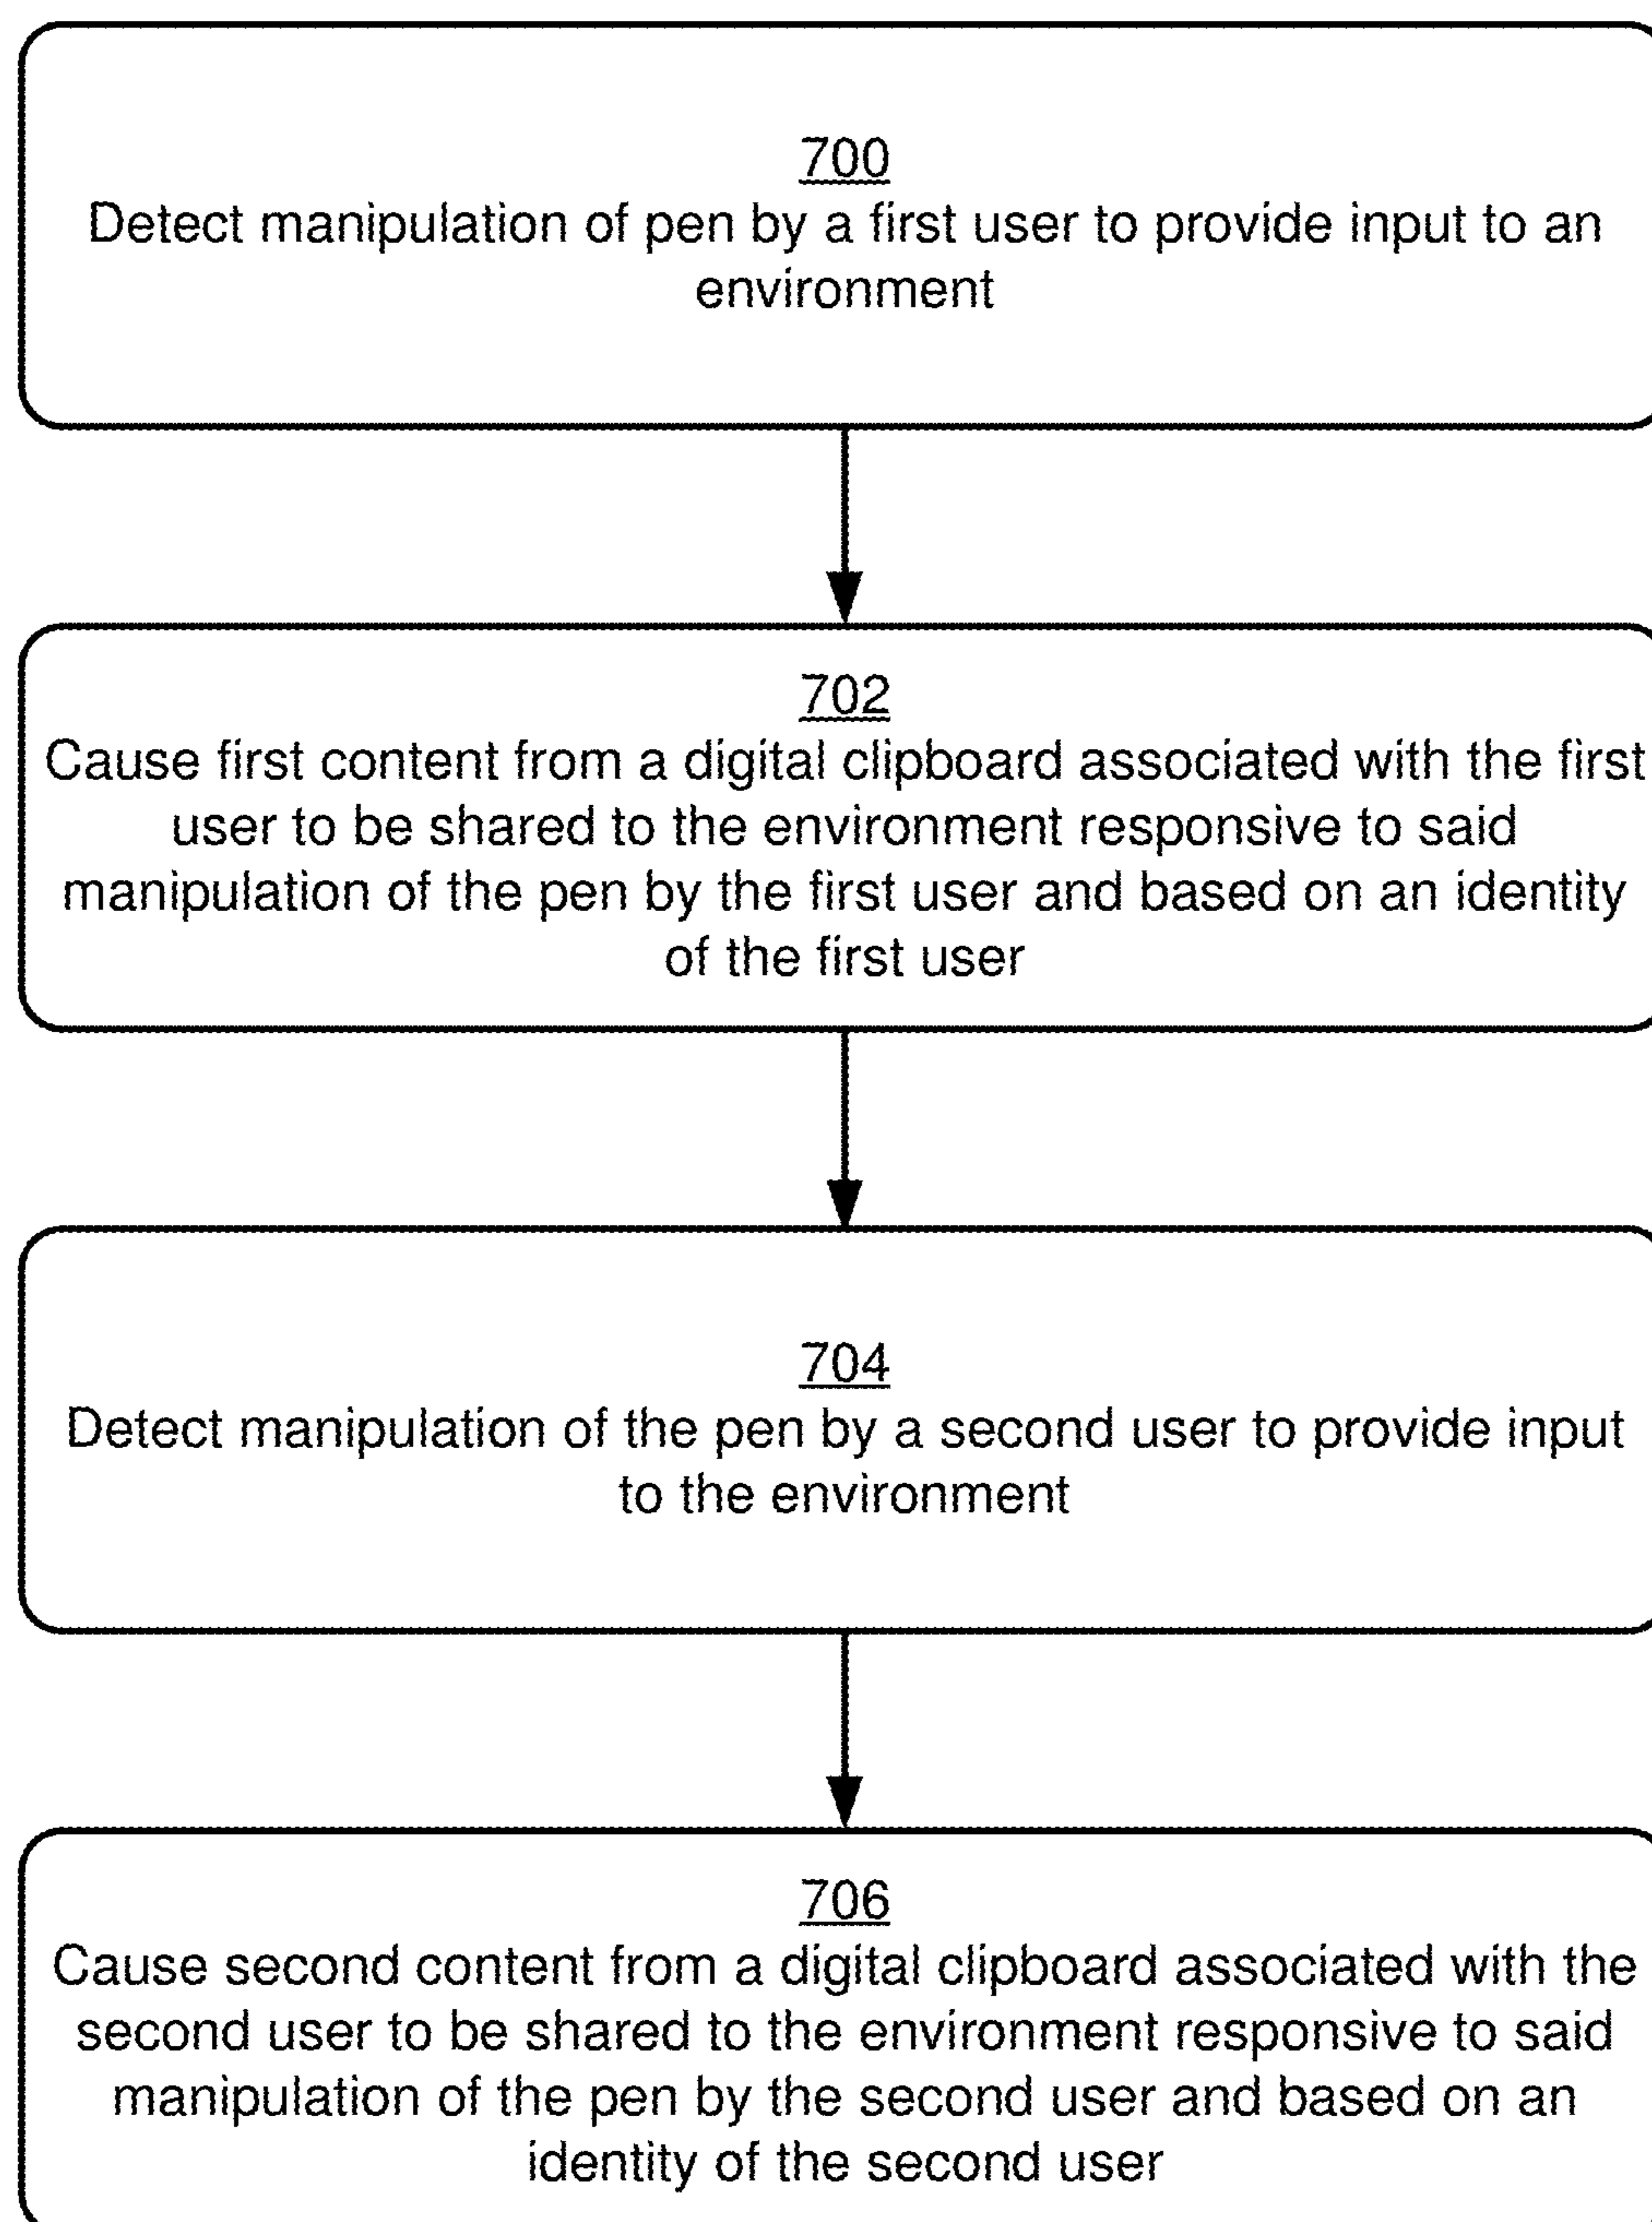 700
Detect manipulation of pen by a first user to provide input to an
environment
702
Cause first content from a digital clipboard associated with the first
user to be shared to the environment responsive to said
manipulation of the pen by the first user and based on an identity
of the first user
704
Detect manipulation of the pen by a second user to provide input
to the environment
706
Cause second content from a digital clipboard associated with the
second user to be shared to the environment responsive to said
manipulation of the pen by the second user and based on an
identity of the second user